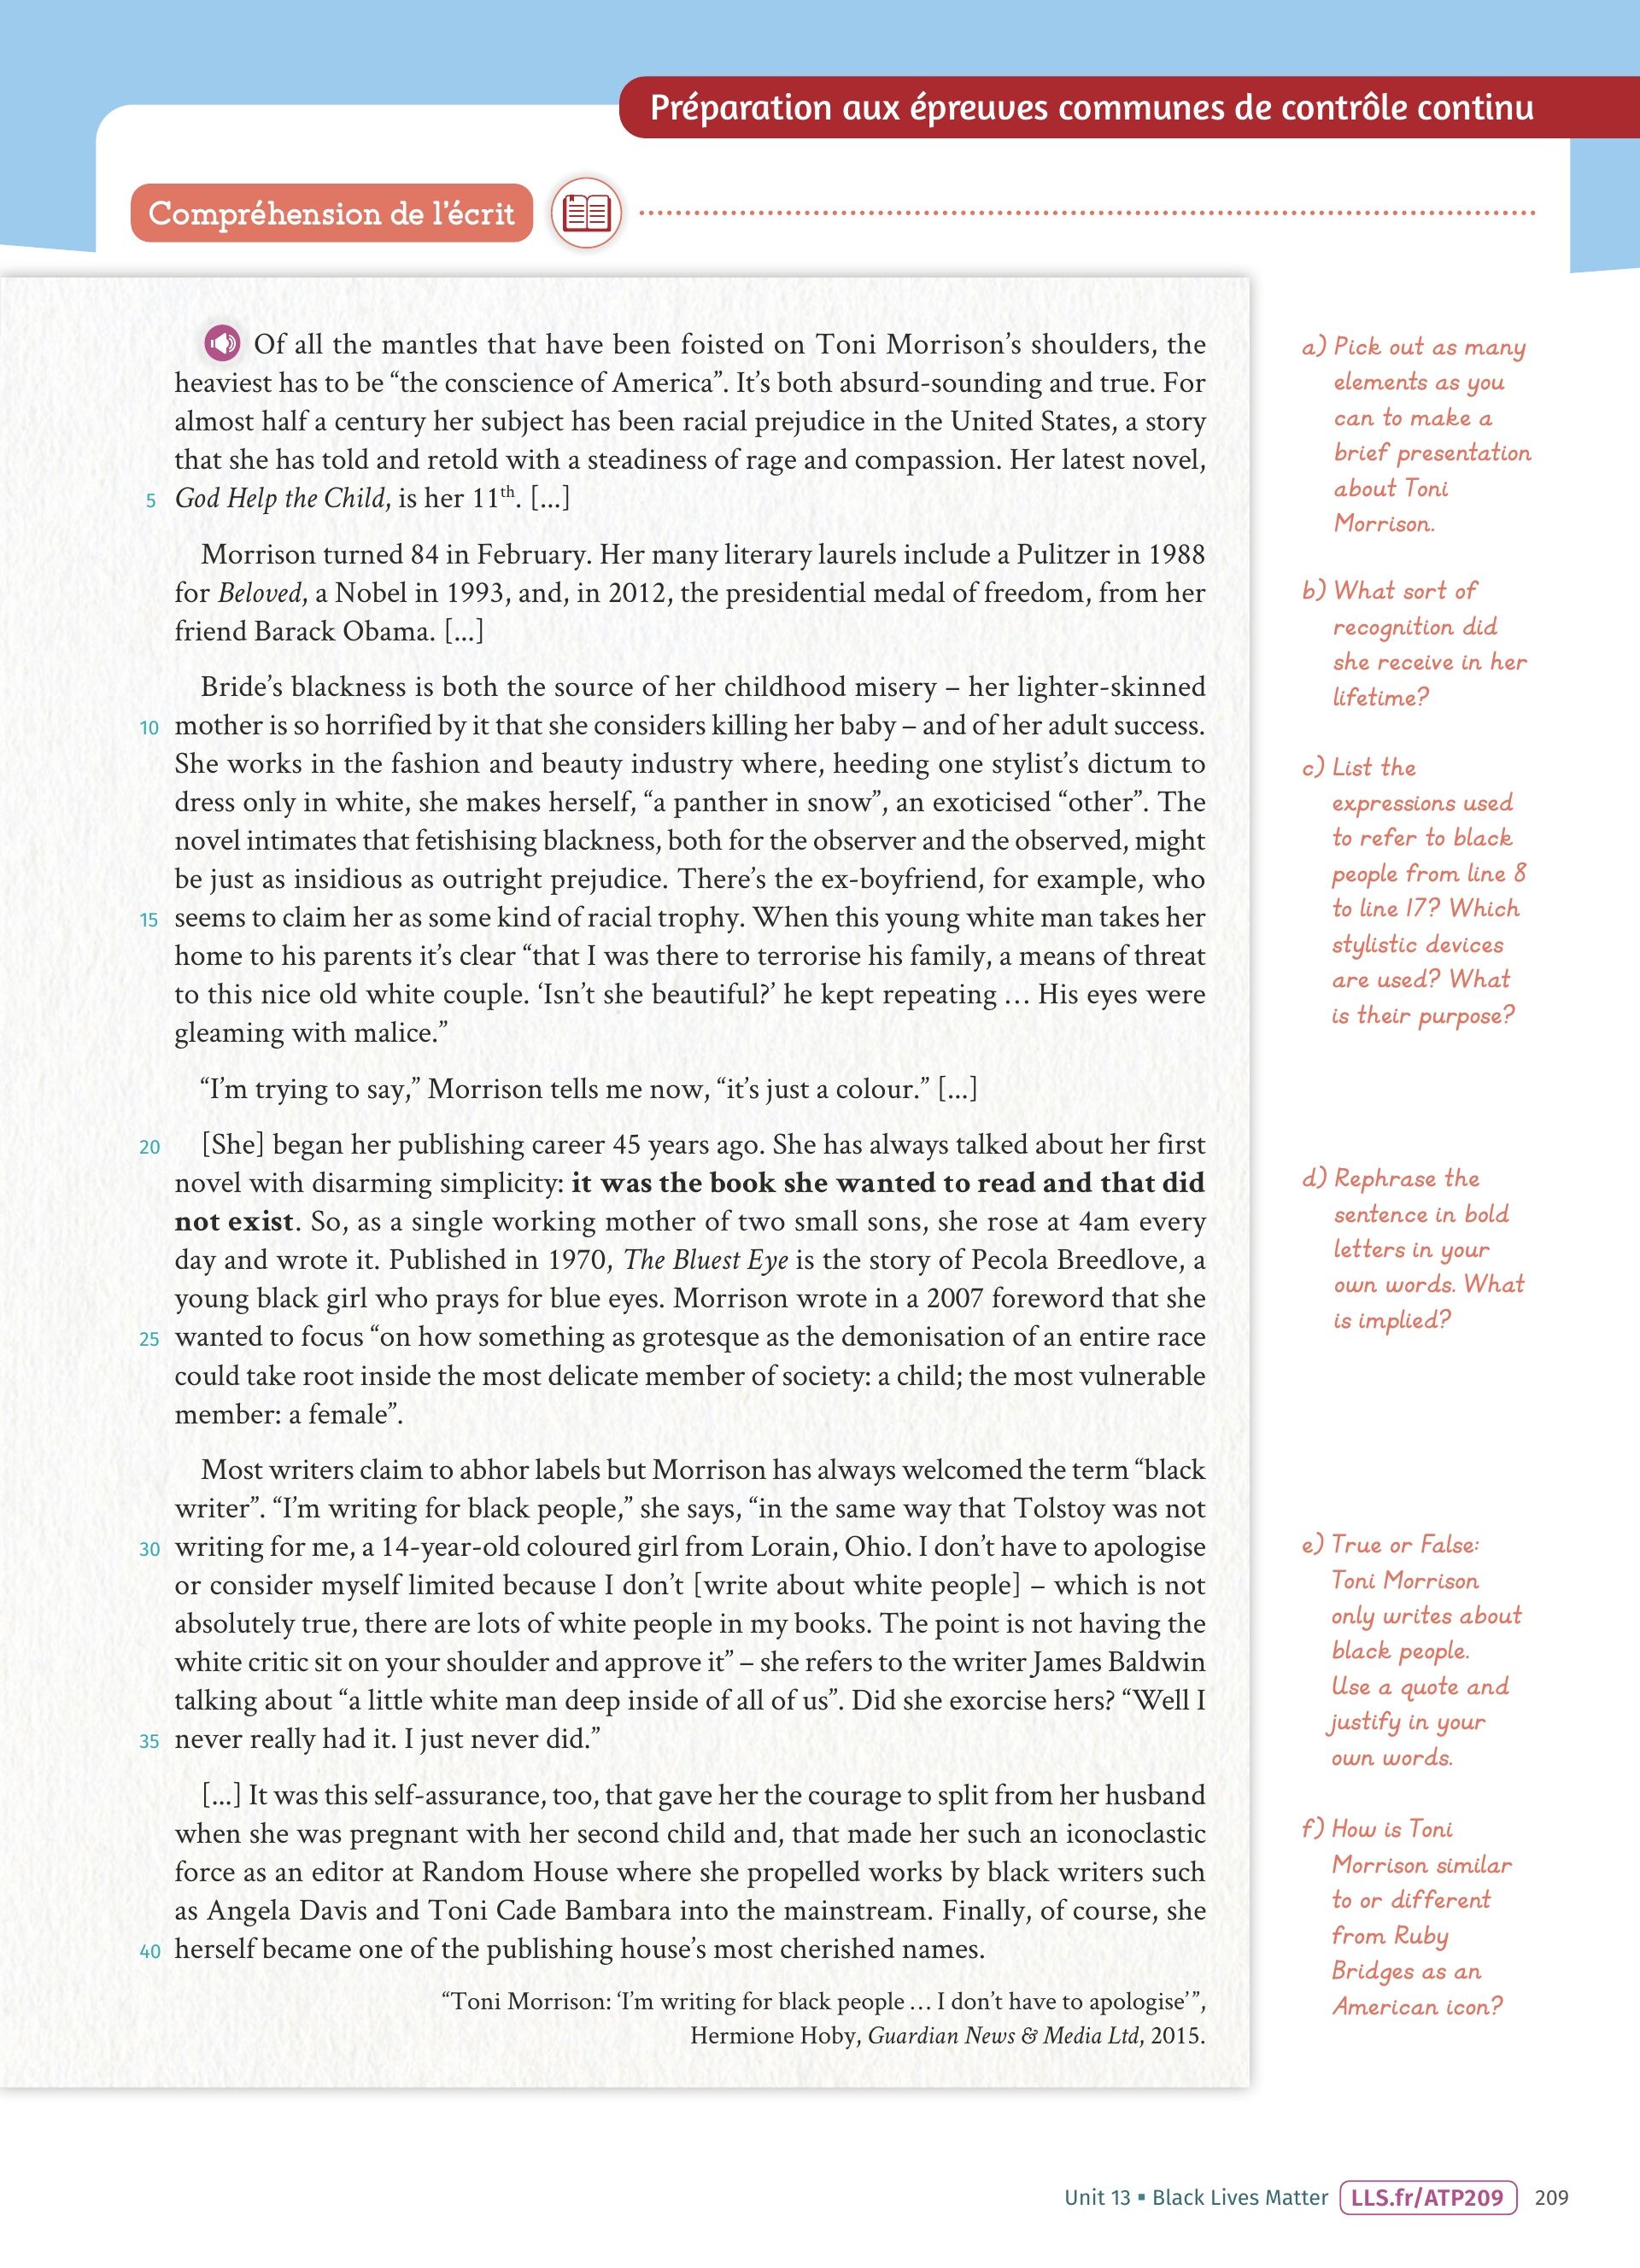 Préparation aux épreuves communes de contrôle continu
Compréhension de l'écrit
Of all the mantles that have been foisted on Toni Morrison's shoulders, the
heaviest has to be “the conscience of America”. It's both absurd-sounding and true. For
almost half a century her subject has been racial prejudice in the United States, a story
that she has told and retold with a steadiness of rage and compassion. Her latest novel,
5 God Help the Child, is her 11th. [...]
Morrison turned 84 in February. Her many literary laurels include a Pulitzer in 1988
for Beloved, a Nobel in 1993, and, in 2012, the presidential medal of freedom, from her
friend Barack Obama. [...]
Bride's blackness is both the source of her childhood misery – her lighter-skinned
10 mother is so horrified by it that she considers killing her baby – and of her adult success.
She works in the fashion and beauty industry where, heeding one stylist's dictum to
dress only in white, she makes herself, “a panther in snow”, an exoticised “other”. The
novel intimates that fetishising blackness, both for the observer and the observed, might
be just as insidious as outright prejudice. There's the ex-boyfriend, for example, who
15 seems to claim her as some kind of racial trophy. When this young white man takes her
home to his parents it's clear “that I was there to terrorise his family, a means of threat
to this nice old white couple. ‘Isn't she beautiful?’ he kept repeating … His eyes were
gleaming with malice.”
“I'm trying to say,” Morrison tells me now, “it's just a colour.” [...]
20 [She] began her publishing career 45 years ago. She has always talked about her first
novel with disarming simplicity: it was the book she wanted to read and that did
not exist. So, as a single working mother of two small sons, she rose at 4am every
day and wrote it. Published in 1970, The Bluest Eye is the story of Pecola Breedlove, a
young black girl who prays for blue eyes. Morrison wrote in a 2007 foreword that she
25 wanted to focus “on how something as grotesque as the demonisation of an entire race
could take root inside the most delicate member of society: a child; the most vulnerable
member: a female”.
Most writers claim to abhor labels but Morrison has always welcomed the term “black
writer”. “I'm writing for black people,” she says, “in the same way that Tolstoy was not
30 writing for me, a 14-year-old coloured girl from Lorain, Ohio. I don't have to apologise
or consider myself limited because I don't [write about white people] – which is not
absolutely true, there are lots of white people in my books. The point is not having the
white critic sit on your shoulder and approve it” – she refers to the writer James Baldwin
talking about “a little white man deep inside of all of us”. Did she exorcise hers? “Well I
35 never really had it. I just never did.”
[...] It was this self-assurance, too, that gave her the courage to split from her husband
when she was pregnant with her second child and, that made her such an iconoclastic
force as an editor at Random House where she propelled works by black writers such
as Angela Davis and Toni Cade Bambara into the mainstream. Finally, of course, she
40 herself became one of the publishing house's most cherished names.
“Toni Morrison: ‘I'm writing for black people … I don't have to apologise’”,
Hermione Hoby, Guardian News & Media Ltd, 2015.
a) Pick out as many
elements as you
can to make a
brief presentation
about Toni
Morrison.
b) What sort of
recognition did
she receive in her
lifetime?
c) List the
expressions used
to refer to black
people from line 8
to line 17? Which
stylistic devices
are used? What
is their purpose?
d) Rephrase the
sentence in bold
letters in your
own words. What
is implied?
e) True or False:
Toni Morrison
only writes about
black people.
Use a quote and
justify in your
own words.
f) How is Toni
Morrison similar
to or different
from Ruby
Bridges as an
American icon?
Unit 13 ▪ Black Lives Matter LLS.fr/ATP209 209